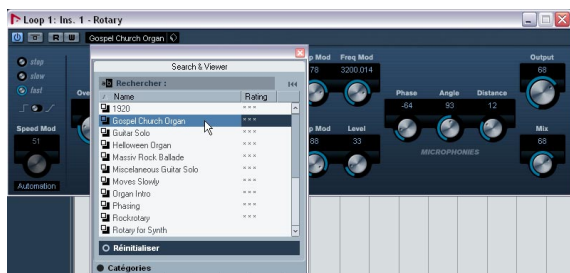 Loop 1: Ins. 1 - Rotary
R W Gospel Church Organ
stop
slow
fast
Speed Mod
51
Automation
Search & Viewer
Rechercher :
Name Rating
1920
Gospel Church Organ
Guitar Solo
Helloween Organ
Massiv Rock Ballade
Miscelaneous Guitar Solo
Moves Slowly
Organ Intro
Phasing
Rockrotary
Rotary for Synth
Réinitialiser
Catégories
Mod Freq Mod
78 3200.014
Mod Level
88 33
Phase Angle Distance
-64 93 12
MICROPHONES
Output
68
Mix
68